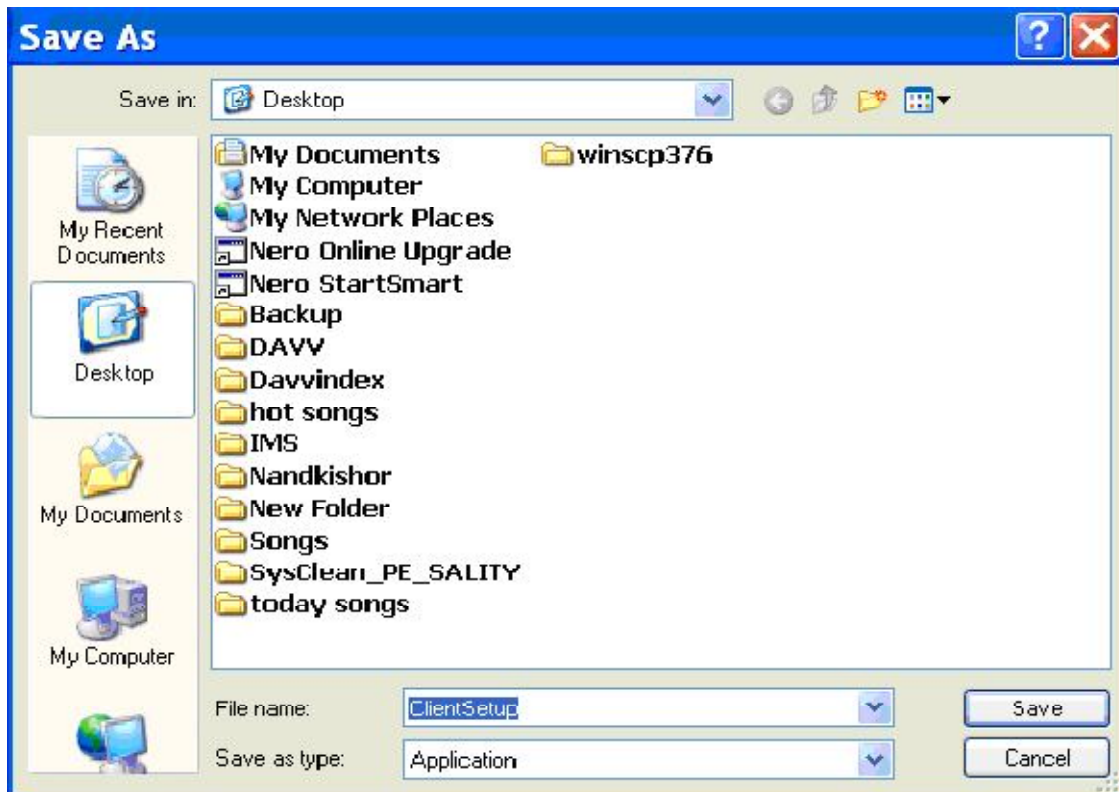 Save As
Save in: Desktop
My Recent
Documents
Desktop
My Documents
My Computer
My Documents
My Computer
My Network Places
Nero Online Upgrade
Nero StartSmart
Backup
DAVV
Davvindex
hot songs
IMS
Nandkishor
New Folder
Songs
SysClean_PE_SALITY
today songs
winscp376
File name: ClientSetup Save
Save as type: Application Cancel